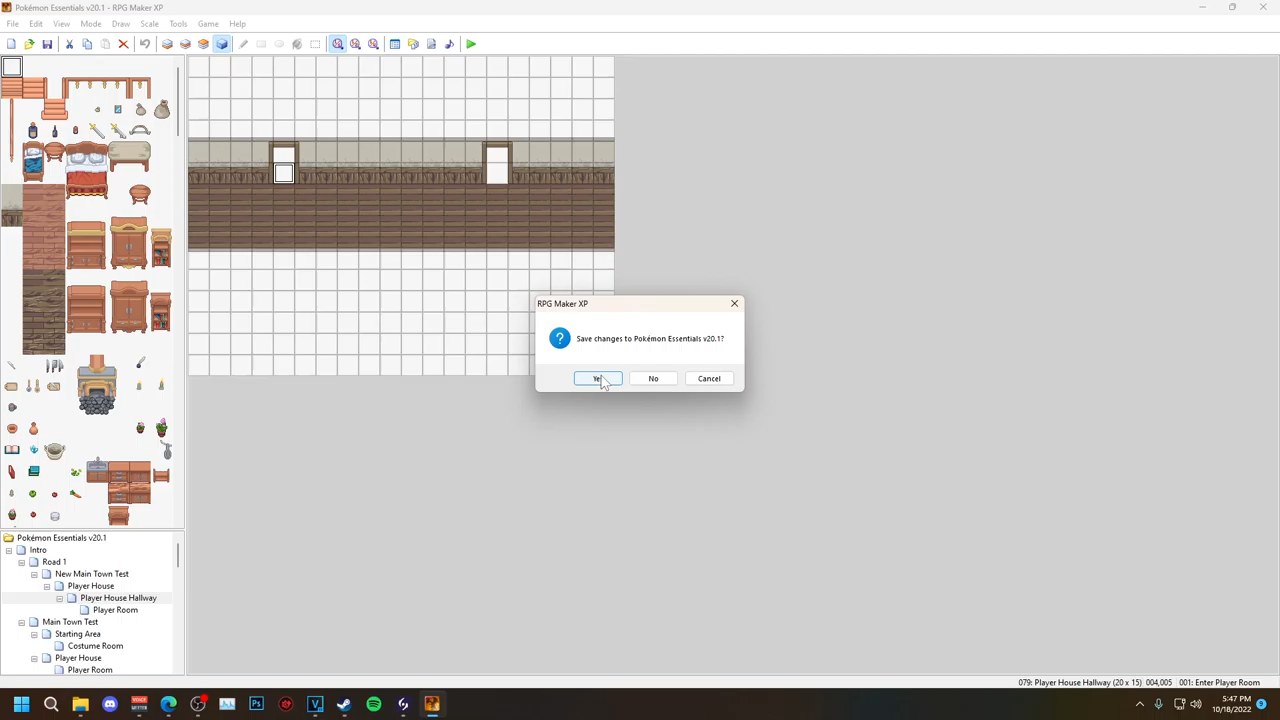 Pokémon Essentials v20.1 - RPG Maker XP
File Edit View Mode Draw Scale Tools Game Help
RPG Maker XP
Save changes to Pokémon Essentials v20.1?
Yes No Cancel
Pokémon Essentials v20.1
Intro
Road 1
New Main Town Test
Player House
Player House Hallway
Player Room
Main Town Test
Starting Area
Costume Room
Player House
Player Room
079: Player House Hallway (20 x 15) 004,005 001: Enter Player Room
5:47 PM
10/18/2022